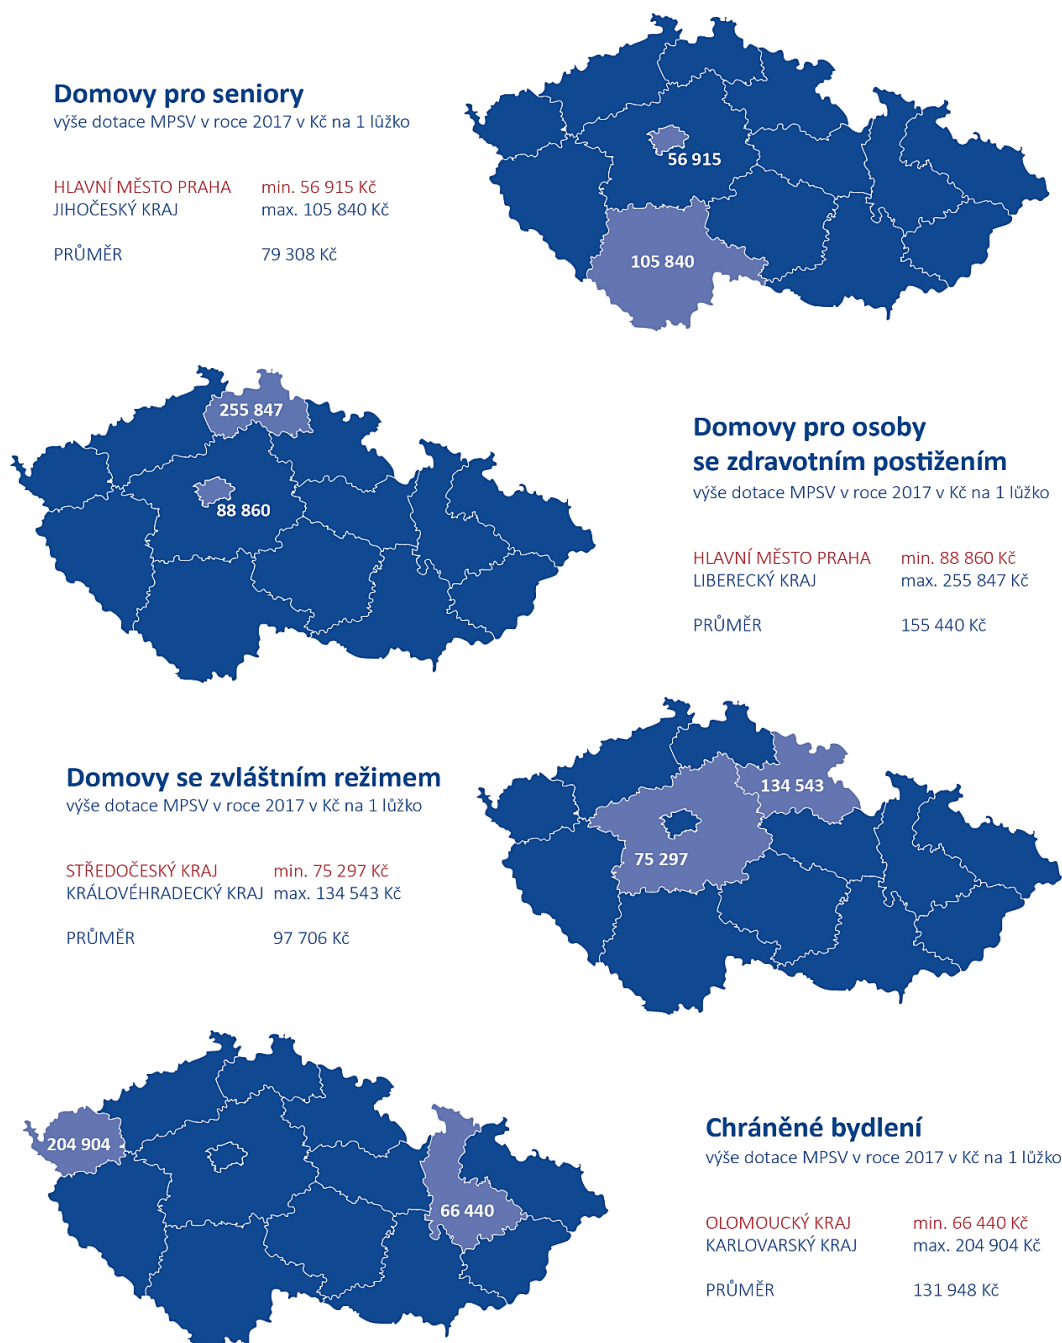 Domovy pro seniory
výše dotace MPSV v roce 2017 v Kč na 1 lůžko
HLAVNÍ MĚSTO PRAHA min. 56 915 Kč
JIHOČESKÝ KRAJ max. 105 840 Kč
PRŮMĚR 79 308 Kč
56 915
105 840
255 847
88 860
Domovy pro osoby
se zdravotním postižením
výše dotace MPSV v roce 2017 v Kč na 1 lůžko
HLAVNÍ MĚSTO PRAHA min. 88 860 Kč
LIBERECKÝ KRAJ max. 255 847 Kč
PRŮMĚR 155 440 Kč
Domovy se zvláštním režimem
výše dotace MPSV v roce 2017 v Kč na 1 lůžko
STŘEDOČESKÝ KRAJ min. 75 297 Kč
KRÁLOVÉHRADECKÝ KRAJ max. 134 543 Kč
PRŮMĚR 97 706 Kč
134 543
75 297
204 904
66 440
Chráněné bydlení
výše dotace MPSV v roce 2017 v Kč na 1 lůžko
OLOMOUCKÝ KRAJ min. 66 440 Kč
KARLOVARSKÝ KRAJ max. 204 904 Kč
PRŮMĚR 131 948 Kč